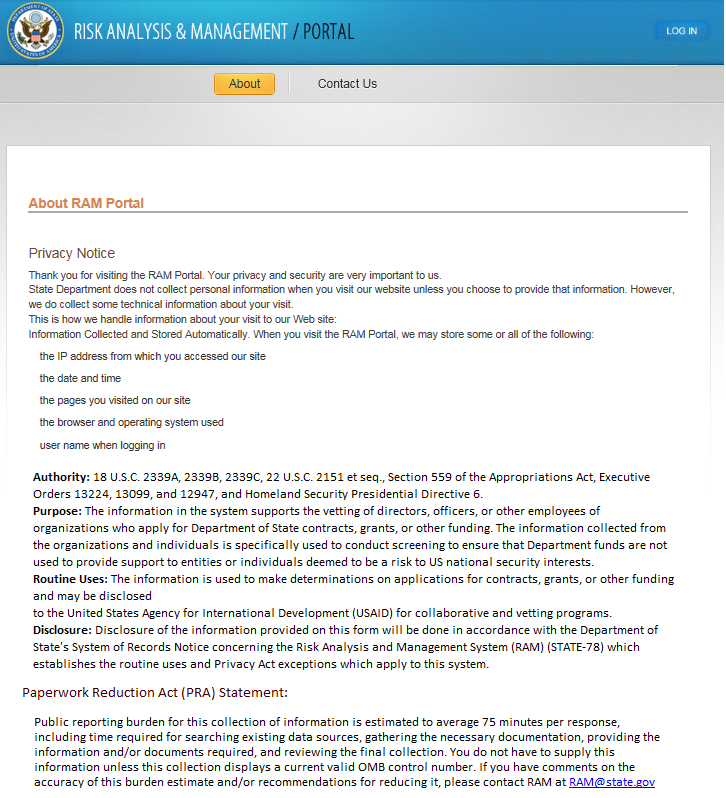 RISK ANALYSIS & MANAGEMENT / PORTAL
LOG IN
About
Contact Us
About RAM Portal
Privacy Notice
Thank you for visiting the RAM Portal. Your privacy and security are very important to us.
State Department does not collect personal information when you visit our website unless you choose to provide that information. However,
we do collect some technical information about your visit.
This is how we handle information about your visit to our Web site:
Information Collected and Stored Automatically. When you visit the RAM Portal, we may store some or all of the following:
the IP address from which you accessed our site
the date and time
the pages you visited on our site
the browser and operating system used
user name when logging in
Authority: 18 U.S.C. 2339A, 2339B, 2339C, 22 U.S.C. 2151 et seq., Section 559 of the Appropriations Act, Executive
Orders 13224, 13099, and 12947, and Homeland Security Presidential Directive 6.
Purpose: The information in the system supports the vetting of directors, officers, or other employees of
organizations who apply for Department of State contracts, grants, or other funding. The information collected from
the organizations and individuals is specifically used to conduct screening to ensure that Department funds are not
used to provide support to entities or individuals deemed to be a risk to US national security interests.
Routine Uses: The information is used to make determinations on applications for contracts, grants, or other funding
and may be disclosed
to the United States Agency for International Development (USAID) for collaborative and vetting programs.
Disclosure: Disclosure of the information provided on this form will be done in accordance with the Department of
State's System of Records Notice concerning the Risk Analysis and Management System (RAM) (STATE-78) which
establishes the routine uses and Privacy Act exceptions which apply to this system.
Paperwork Reduction Act (PRA) Statement:
Public reporting burden for this collection of information is estimated to average 75 minutes per response,
including time required for searching existing data sources, gathering the necessary documentation, providing the
information and/or documents required, and reviewing the final collection. You do not have to supply this
information unless this collection displays a current valid OMB control number. If you have comments on the
accuracy of this burden estimate and/or recommendations for reducing it, please contact RAM at RAM@state.gov